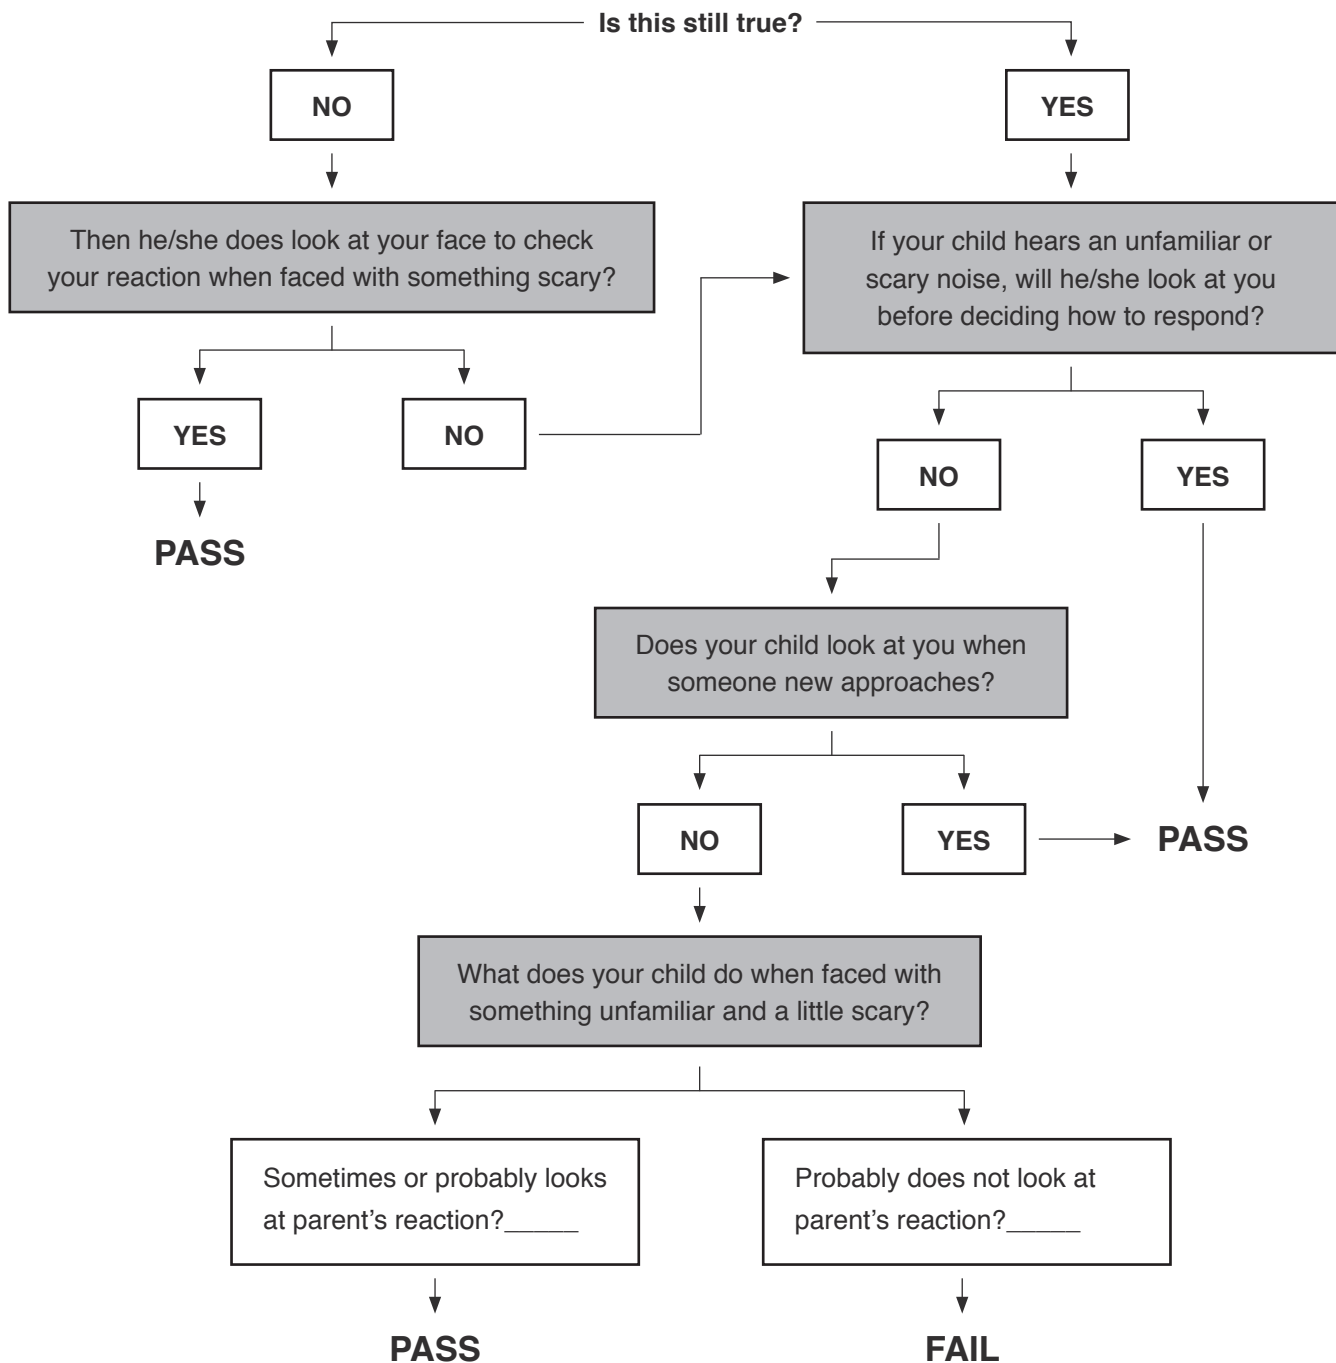 Is this still true?
NO
YES
Then he/she does look at your face to check
your reaction when faced with something scary?
If your child hears an unfamiliar or
scary noise, will he/she look at you
before deciding how to respond?
YES
NO
NO
YES
PASS
Does your child look at you when
someone new approaches?
NO
YES
PASS
What does your child do when faced with
something unfamiliar and a little scary?
Sometimes or probably looks
at parent's reaction?_____
Probably does not look at
parent's reaction?_____
PASS
FAIL